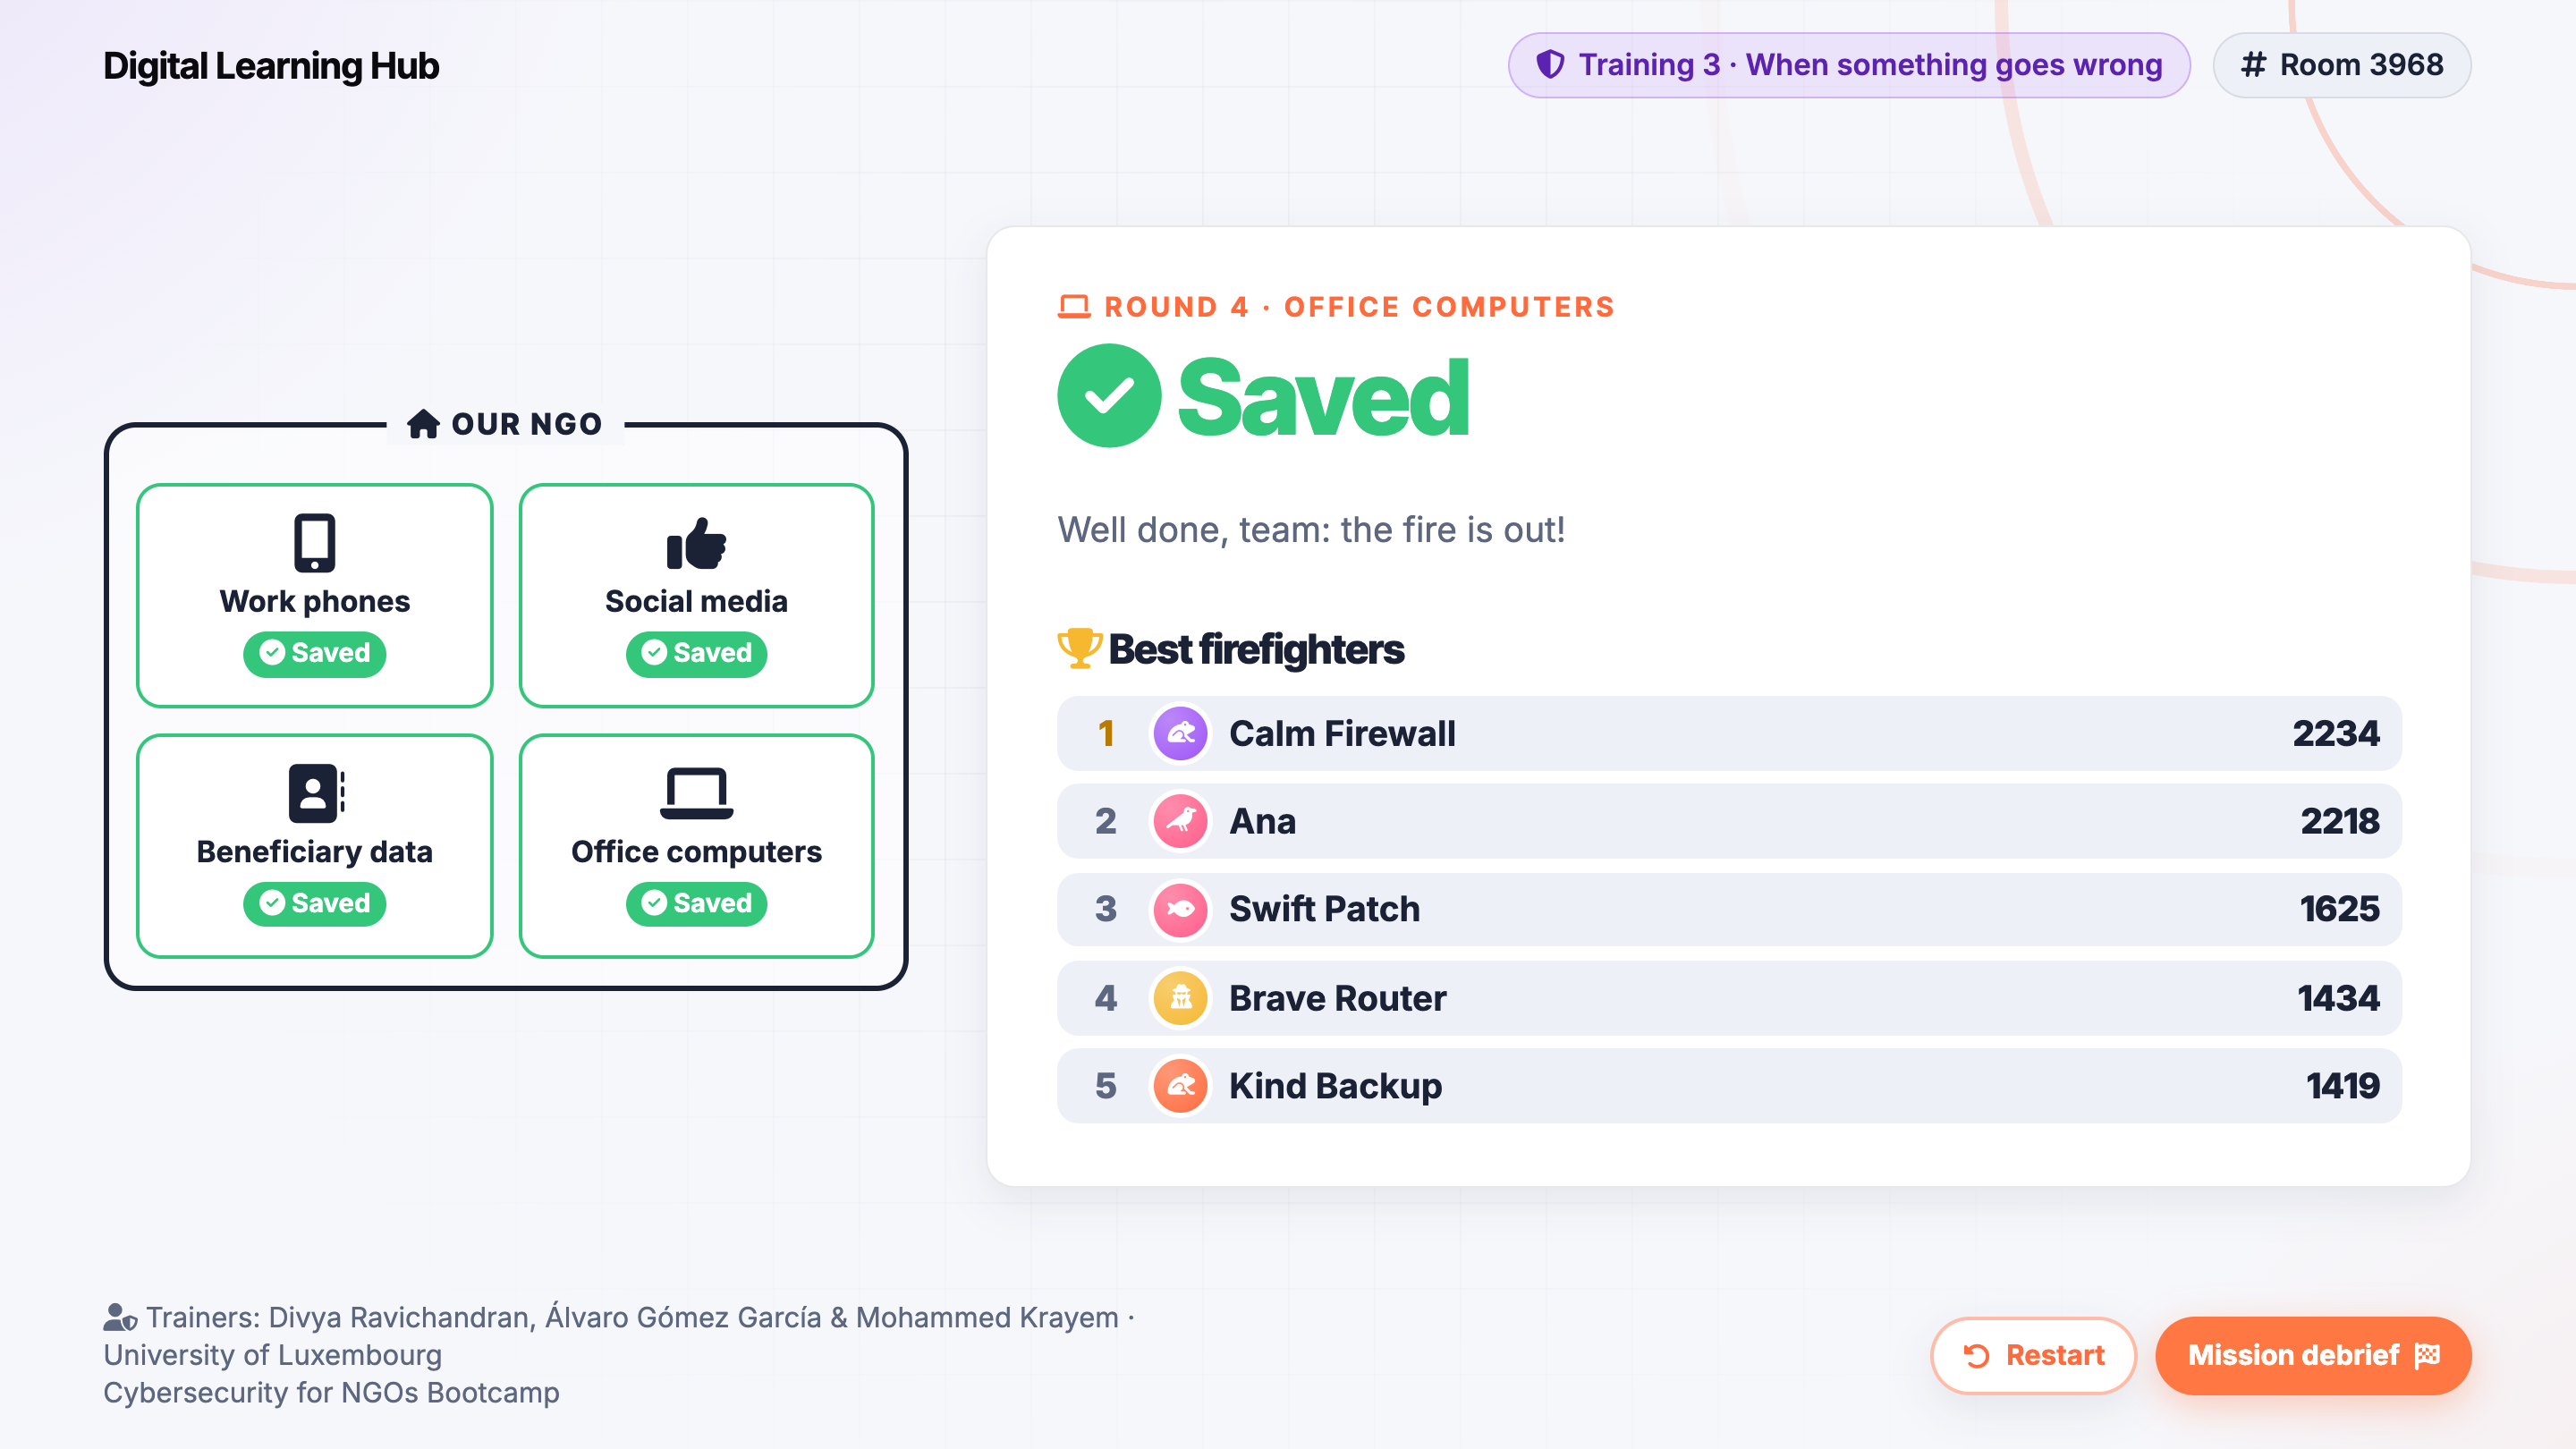 Digital Learning Hub
Training 3 · When something goes wrong
# Room 3968
OUR NGO
Work phones
Saved
Social media
Saved
Beneficiary data
Saved
Office computers
Saved
ROUND 4 · OFFICE COMPUTERS
Saved
Well done, team: the fire is out!
Best firefighters
1 Calm Firewall 2234
2 Ana 2218
3 Swift Patch 1625
4 Brave Router 1434
5 Kind Backup 1419
Trainers: Divya Ravichandran, Álvaro Gómez García & Mohammed Krayem ·
University of Luxembourg
Cybersecurity for NGOs Bootcamp
Restart
Mission debrief